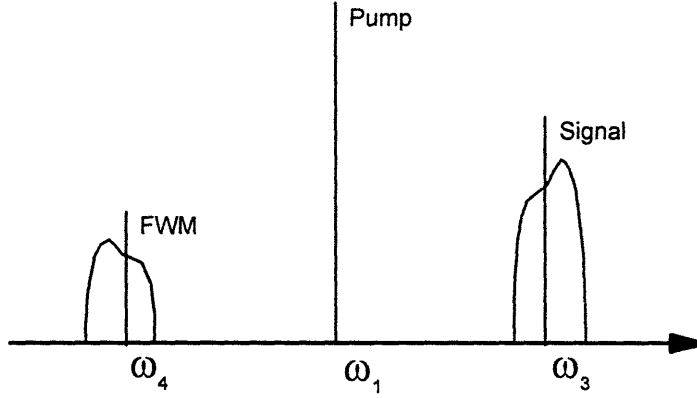 Pump
Signal
FWM
ω₄ ω₁ ω₃